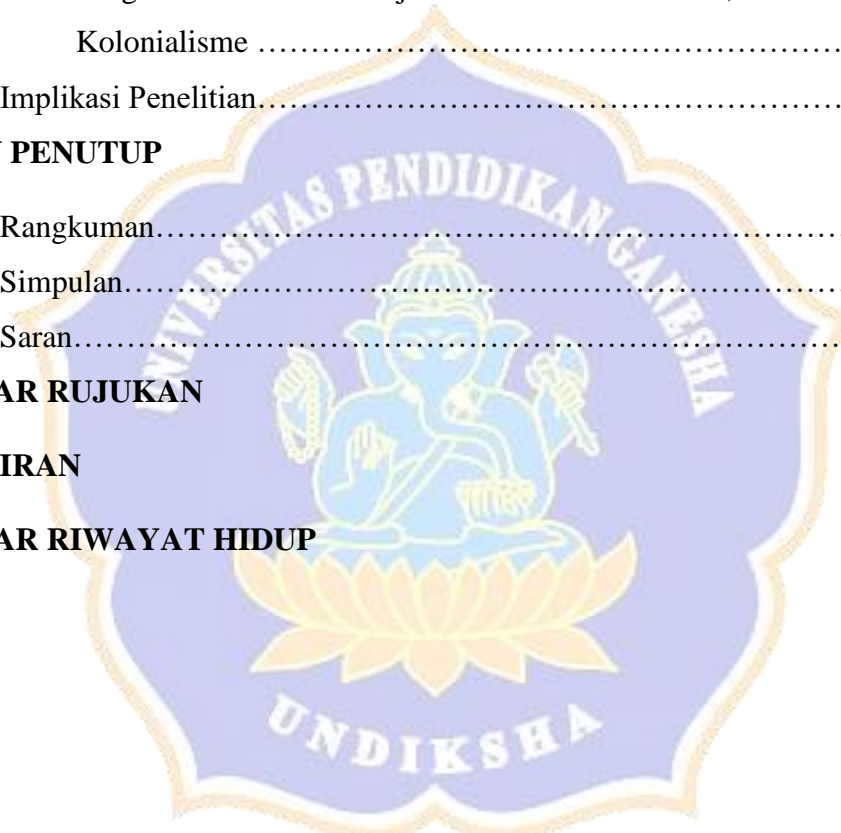 Kolonialisme ……………………………………………………
Implikasi Penelitian……………………………………………………
PENUTUP
Rangkuman……………………………………………………
Simpulan……………………………………………………
Saran……………………………………………………
AR RUJUKAN
IRAN
AR RIWAYAT HIDUP
UNIVERSITAS PENDIDIKAN GANESHA
UNDIKSHA